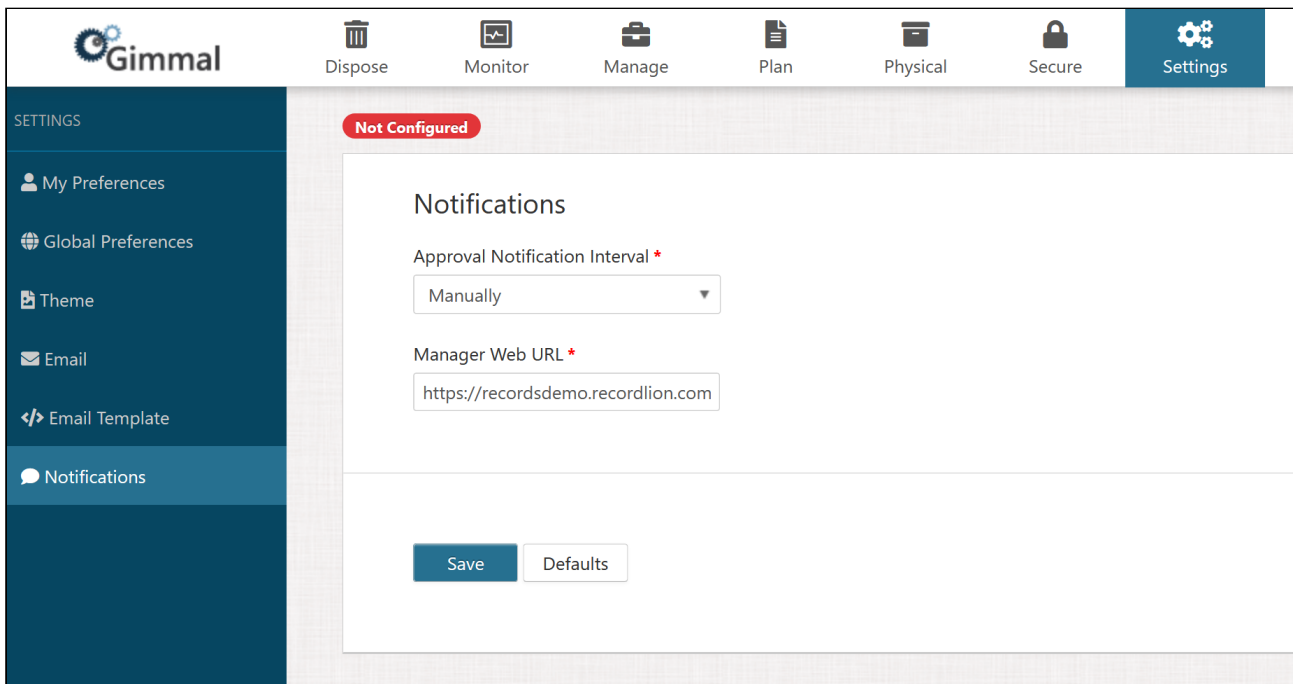 Gimmal
Dispose
Monitor
Manage
Plan
Physical
Secure
Settings
SETTINGS
My Preferences
Global Preferences
Theme
Email
Email Template
Notifications
Not Configured
Notifications
Approval Notification Interval *
Manually
Manager Web URL *
https://recordsdemo.recordlion.com
Save
Defaults